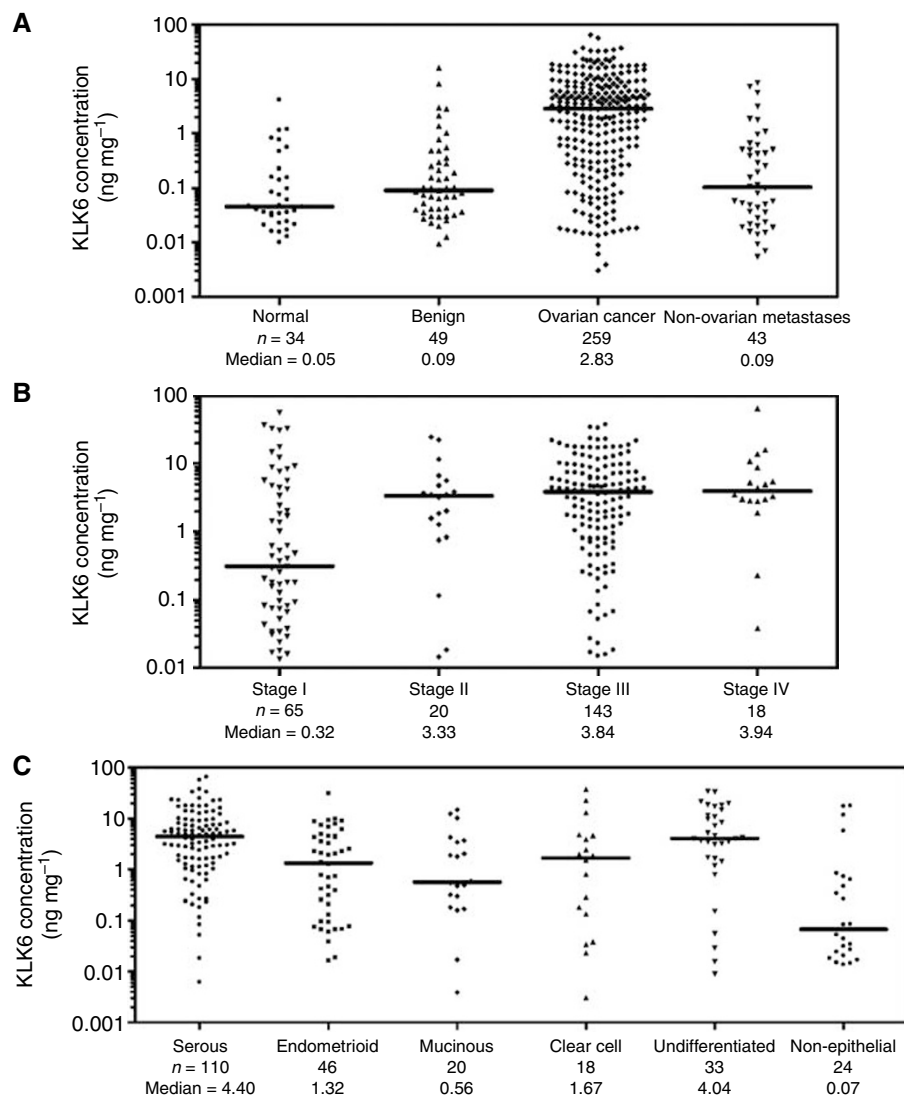 A
KLK6 concentration
(ng mg⁻¹)
100
10
1
0.1
0.01
0.001
Normal Benign Ovarian cancer Non-ovarian metastases
n = 34 49 259 43
Median = 0.05 0.09 2.83 0.09
B
KLK6 concentration
(ng mg⁻¹)
100
10
1
0.1
0.01
Stage I Stage II Stage III Stage IV
n = 65 20 143 18
Median = 0.32 3.33 3.84 3.94
C
KLK6 concentration
(ng mg⁻¹)
100
10
1
0.1
0.01
0.001
Serous Endometrioid Mucinous Clear cell Undifferentiated Non-epithelial
n = 110 46 20 18 33 24
Median = 4.40 1.32 0.56 1.67 4.04 0.07